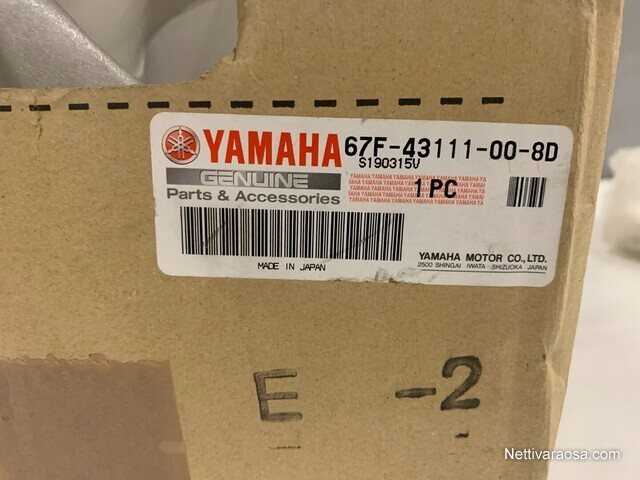 YAMAHA 67F-43111-00-8D
S190315V
GENUINE
Parts & Accessories
1 PC
MADE IN JAPAN
YAMAHA MOTOR CO., LTD.
2500 SHINGAI IWATA SHIZUOKA JAPAN
E -2
Nettivaraosa.com